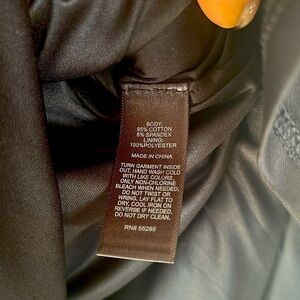 BODY:
95% COTTON
5% SPANDEX
LINING:
100%POLYESTER
MADE IN CHINA
TURN GARMENT INSIDE
OUT. HAND WASH COLD
WITH LIKE COLORS.
ONLY NON-CHLORINE
BLEACH WHEN NEEDED.
DO NOT TWIST OR
WRING. LAY FLAT TO
DRY. COOL IRON ON
REVERSE IF NEEDED.
DO NOT DRY CLEAN.
RN# 55285